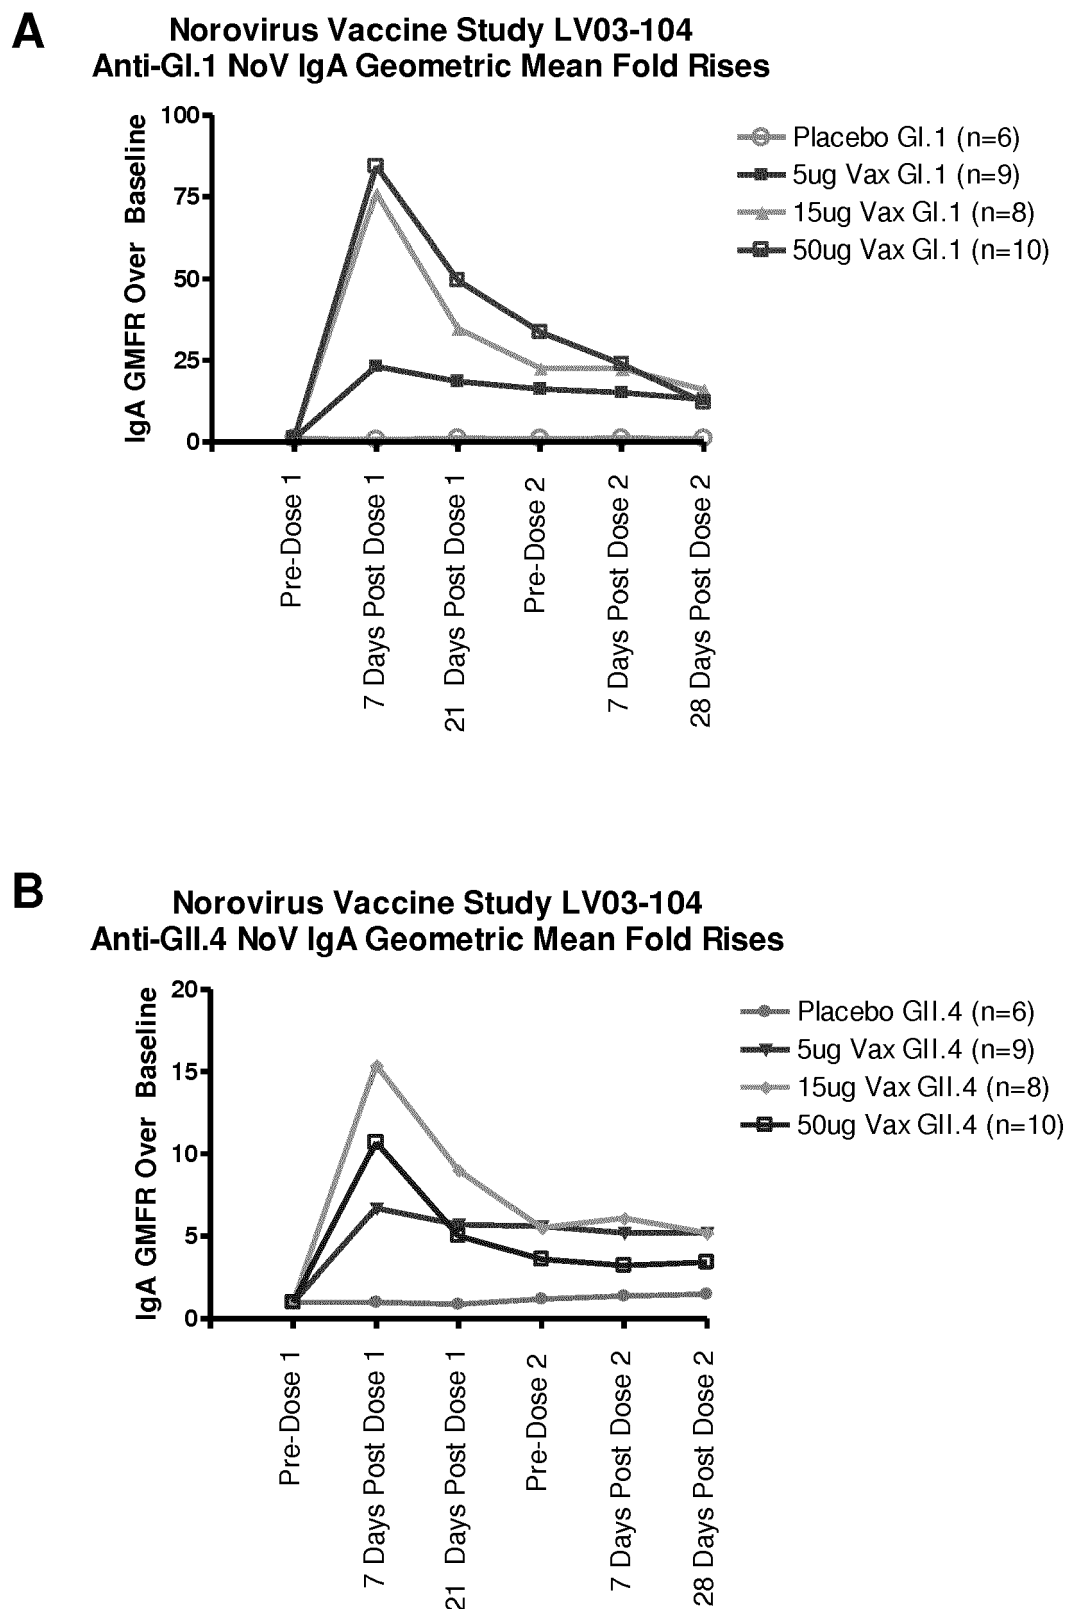 A
Norovirus Vaccine Study LV03-104
Anti-GI.1 NoV IgA Geometric Mean Fold Rises
IgA GMFR Over Baseline
100
75
50
25
0
Placebo GI.1 (n=6)
5ug Vax GI.1 (n=9)
15ug Vax GI.1 (n=8)
50ug Vax GI.1 (n=10)
Pre-Dose 1
7 Days Post Dose 1
21 Days Post Dose 1
Pre-Dose 2
7 Days Post Dose 2
28 Days Post Dose 2
B
Norovirus Vaccine Study LV03-104
Anti-GII.4 NoV IgA Geometric Mean Fold Rises
IgA GMFR Over Baseline
20
15
10
5
0
Placebo GII.4 (n=6)
5ug Vax GII.4 (n=9)
15ug Vax GII.4 (n=8)
50ug Vax GII.4 (n=10)
Pre-Dose 1
7 Days Post Dose 1
21 Days Post Dose 1
Pre-Dose 2
7 Days Post Dose 2
28 Days Post Dose 2